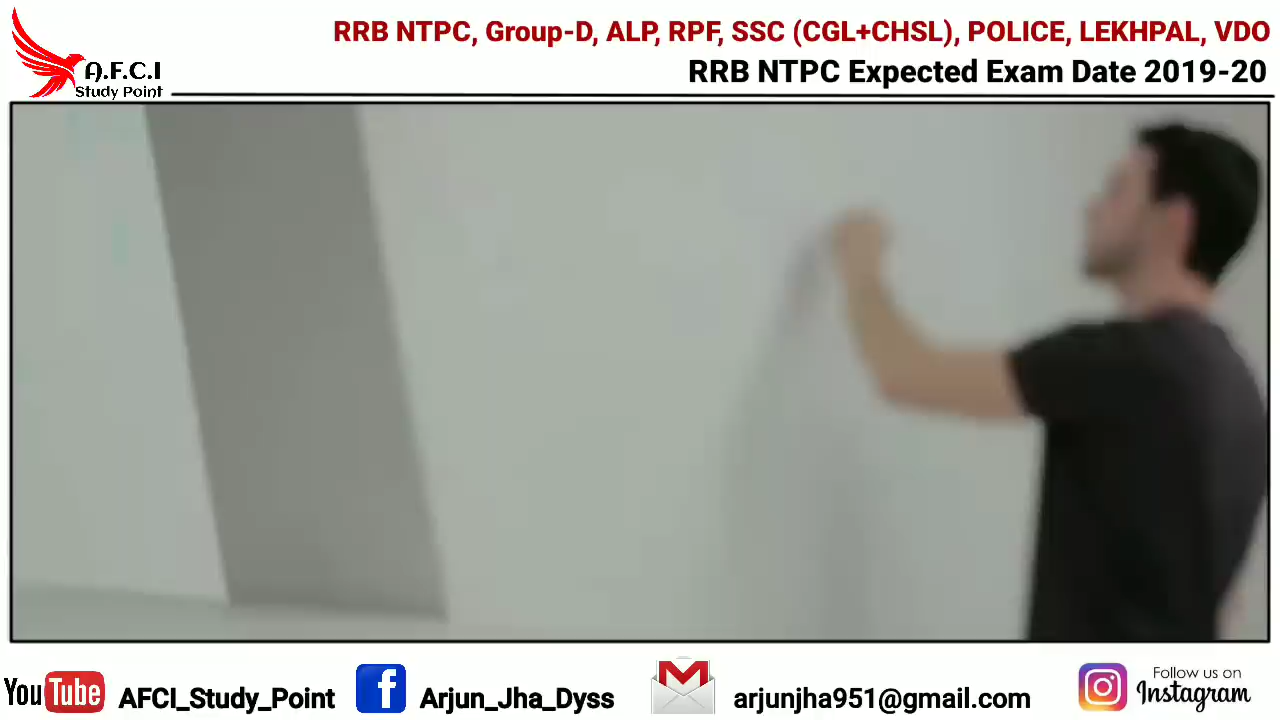 RRB NTPC, Group-D, ALP, RPF, SSC (CGL+CHSL), POLICE, LEKHPAL, VDO
RRB NTPC Expected Exam Date 2019-20
A.F.C.I
Study Point
YouTube
AFCI_Study_Point
f
Arjun_Jha_Dyss
M
arjunjha951@gmail.com
Follow us on
Instagram